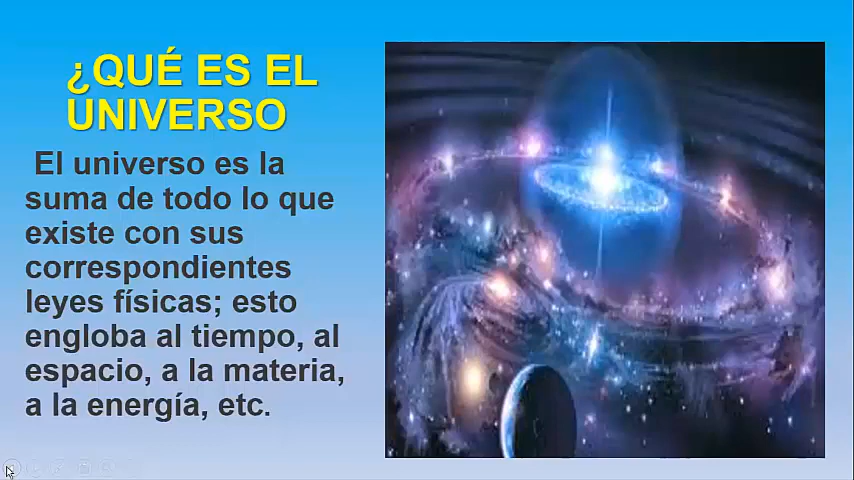 ¿QUÉ ES EL
UNIVERSO
El universo es la
suma de todo lo que
existe con sus
correspondientes
leyes físicas; esto
engloba al tiempo, al
espacio, a la materia,
a la energía, etc.